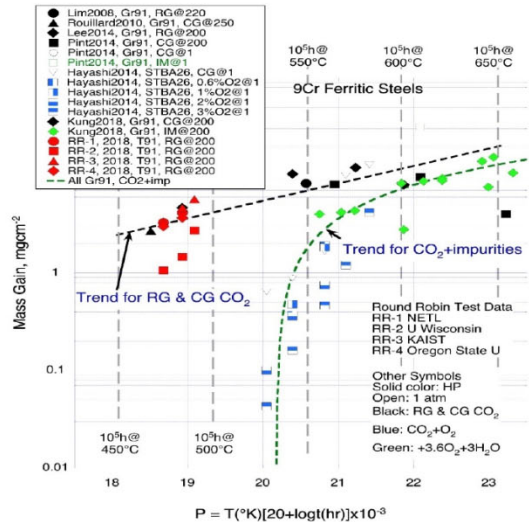 Lim2008, Gr91, RG@220
Rouillard2010, Gr91, CG@250
Lee2014, Gr91, RG@200
Pint2014, Gr91, CG@200
Pint2014, Gr91, CG@1
Pint2014, Gr91, IM@1
Hayashi2014, STBA26, CG@1
Hayashi2014, STBA26, 0.6%O2@1
Hayashi2014, STBA26, 1%O2@1
Hayashi2014, STBA26, 2%O2@1
Hayashi2014, STBA26, 3%O2@1
Kung2018, Gr91, CG@200
Kung2018, Gr91, IM@200
RR-1, 2018, T91, RG@200
RR-2, 2018, T91, RG@200
RR-3, 2018, T91, RG@200
RR-4, 2018, T91, RG@200
All Gr91, CO2+imp
10⁵h@
550°C
10⁵h@
600°C
10⁵h@
650°C
9Cr Ferritic Steels
Mass Gain, mgcm⁻²
1
0.1
0.01
Trend for RG & CG CO₂
Trend for CO₂+impurities
Round Robin Test Data
RR-1 NETL
RR-2 U Wisconsin
RR-3 KAIST
RR-4 Oregon State U
Other Symbols
Solid color: HP
Open: 1 atm
Black: RG & CG CO₂
Blue: CO₂+O₂
Green: +3.6O₂+3H₂O
10⁵h@
450°C
10⁵h@
500°C
18 19 20 21 22 23
P = T(°K)[20+logt(hr)]x10⁻³